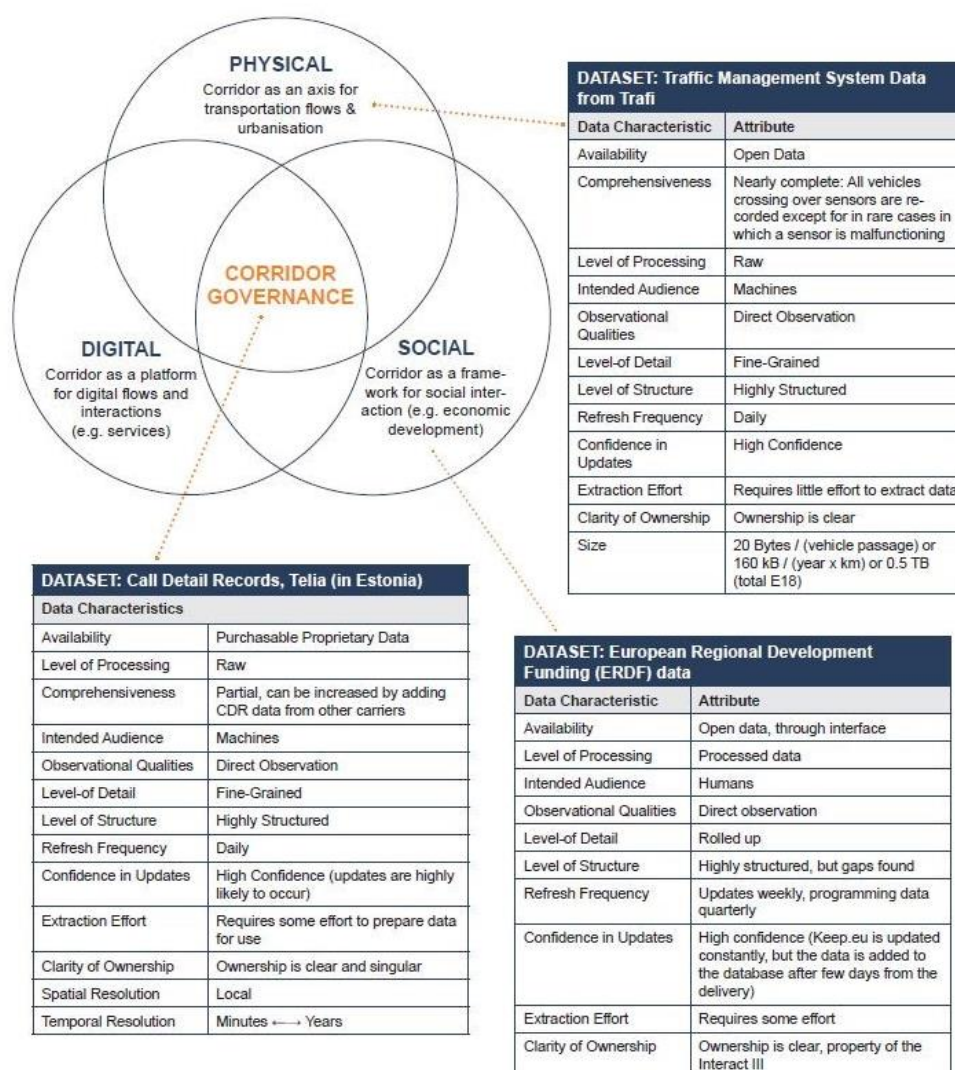 PHYSICAL
Corridor as an axis for
transportation flows &
urbanisation
CORRIDOR
GOVERNANCE
DIGITAL
Corridor as a platform
for digital flows and
interactions
(e.g. services)
SOCIAL
Corridor as a frame-
work for social inter-
action (e.g. economic
development)
DATASET: Traffic Management System Data
from Trafi
Data Characteristic Attribute
Availability Open Data
Comprehensiveness Nearly complete: All vehicles
crossing over sensors are re-
corded except for in rare cases in
which a sensor is malfunctioning
Level of Processing Raw
Intended Audience Machines
Observational Direct Observation
Qualities
Level-of Detail Fine-Grained
Level of Structure Highly Structured
Refresh Frequency Daily
Confidence in High Confidence
Updates
Extraction Effort Requires little effort to extract data
Clarity of Ownership Ownership is clear
Size 20 Bytes / (vehicle passage) or
160 kB / (year x km) or 0.5 TB
(total E18)
DATASET: Call Detail Records, Telia (in Estonia)
Data Characteristics
Availability Purchasable Proprietary Data
Level of Processing Raw
Comprehensiveness Partial, can be increased by adding
CDR data from other carriers
Intended Audience Machines
Observational Qualities Direct Observation
Level-of Detail Fine-Grained
Level of Structure Highly Structured
Refresh Frequency Daily
Confidence in Updates High Confidence (updates are highly
likely to occur)
Extraction Effort Requires some effort to prepare data
for use
Clarity of Ownership Ownership is clear and singular
Spatial Resolution Local
Temporal Resolution Minutes ←→ Years
DATASET: European Regional Development
Funding (ERDF) data
Data Characteristic Attribute
Availability Open data, through interface
Level of Processing Processed data
Intended Audience Humans
Observational Qualities Direct observation
Level-of Detail Rolled up
Level of Structure Highly structured, but gaps found
Refresh Frequency Updates weekly, programming data
quarterly
Confidence in Updates High confidence (Keep.eu is updated
constantly, but the data is added to
the database after few days from the
delivery)
Extraction Effort Requires some effort
Clarity of Ownership Ownership is clear, property of the
Interact III